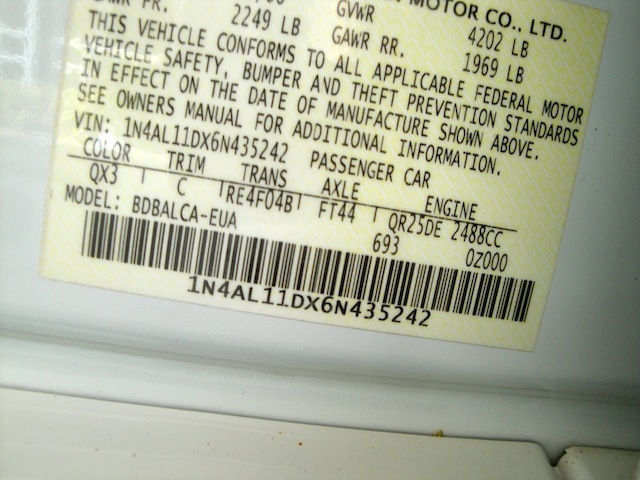 MOTOR CO., LTD.
GAWR FR. GVWR
2249 LB 4202 LB
GAWR RR. 1969 LB
THIS VEHICLE CONFORMS TO ALL APPLICABLE FEDERAL MOTOR
VEHICLE SAFETY, BUMPER AND THEFT PREVENTION STANDARDS
IN EFFECT ON THE DATE OF MANUFACTURE SHOWN ABOVE.
SEE OWNERS MANUAL FOR ADDITIONAL INFORMATION.
VIN: 1N4AL11DX6N435242 PASSENGER CAR
COLOR TRIM TRANS AXLE ENGINE
QX3 C RE4F04B FT44 QR25DE 2488CC
MODEL: BDBALCA-EUA 693 0Z000
1N4AL11DX6N435242